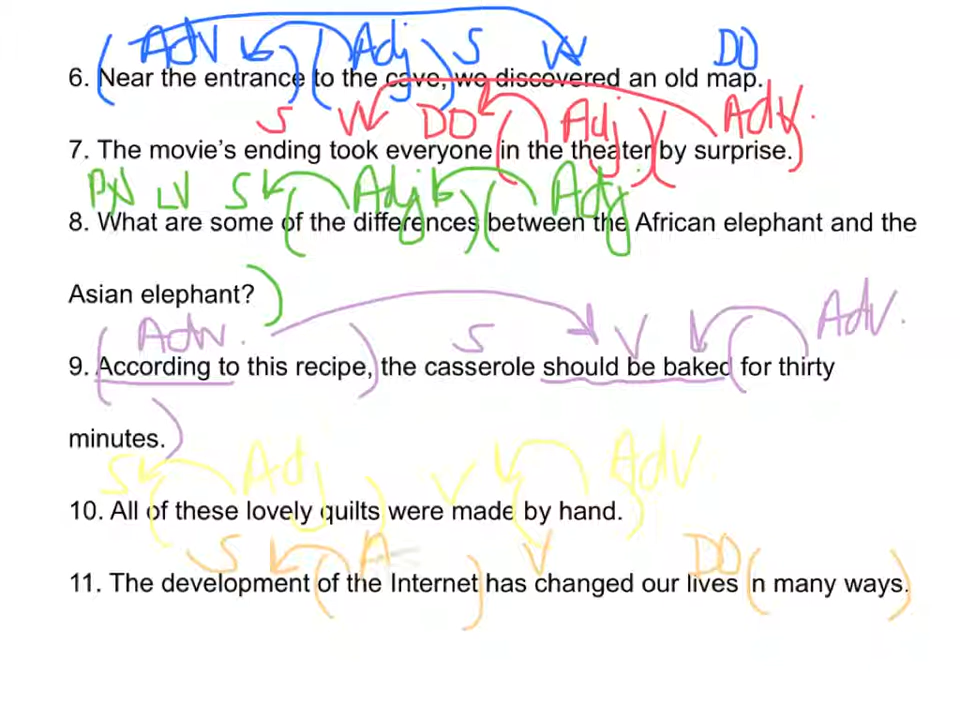 Adv Adj S V DO
6. Near the entrance to the cave, we discovered an old map.
S V DO Adj Adv.
7. The movie's ending took everyone in the theater by surprise.
PN LV S Adj Adj
8. What are some of the differences between the African elephant and the
Asian elephant?
Adv. S V Adv.
9. According to this recipe, the casserole should be baked for thirty
minutes.
S Adj V Adv.
10. All of these lovely quilts were made by hand.
S A V DO
11. The development of the Internet has changed our lives n many ways.